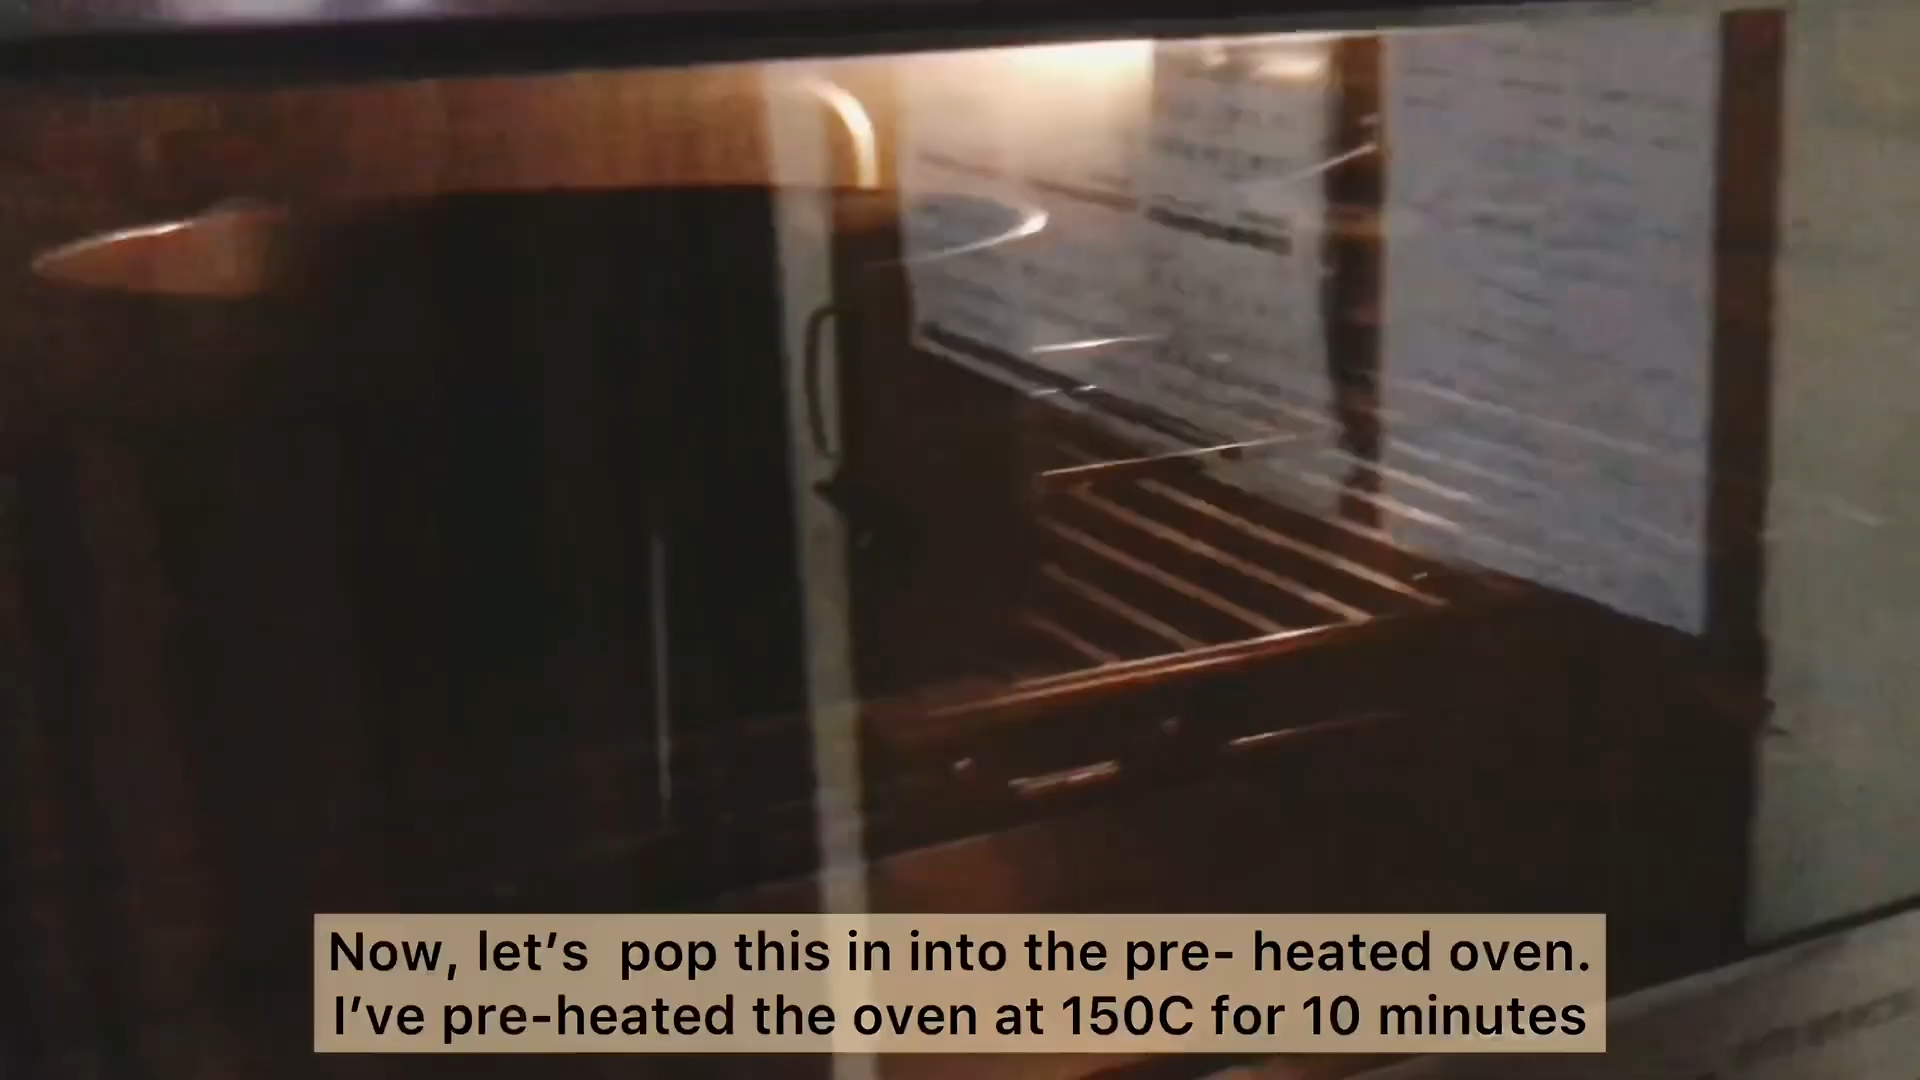 Now, let’s  pop this in into the pre- heated oven.
I’ve pre-heated the oven at 150C for 10 minutes